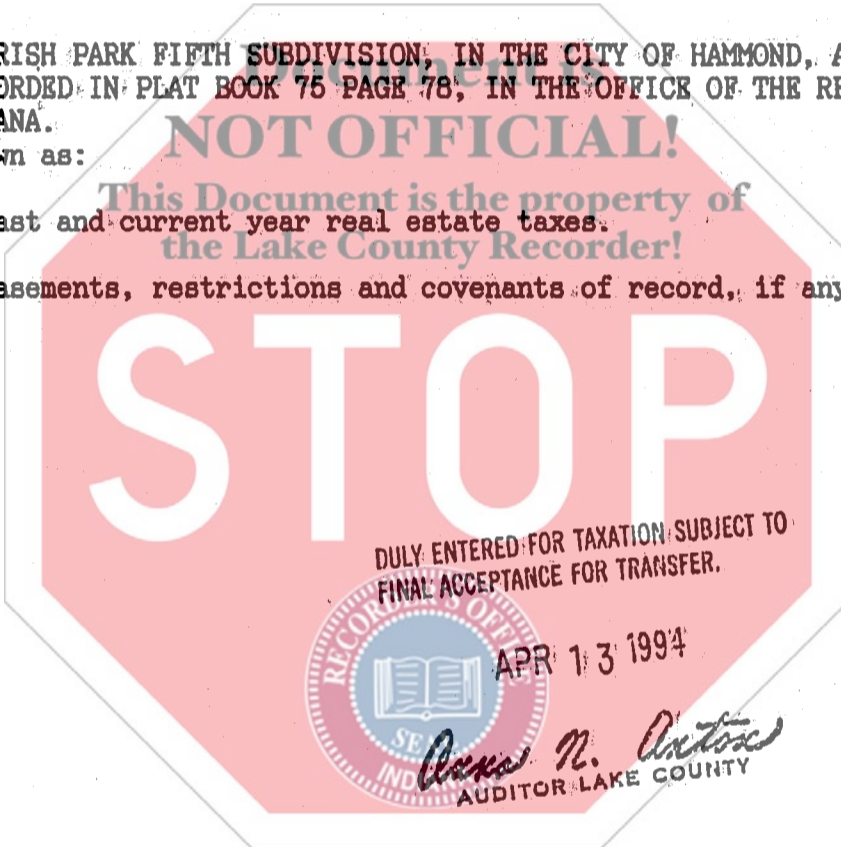 Document is
RISH PARK FIFTH SUBDIVISION, IN THE CITY OF HAMMOND, A
ORDED IN PLAT BOOK 75 PAGE 78, IN THE OFFICE OF THE RE
ANA.
NOT OFFICIAL!
wn as:
This Document is the property of
ast and current year real estate taxes.
the Lake County Recorder!
asements, restrictions and covenants of record, if any
STOP
DULY ENTERED FOR TAXATION SUBJECT TO
FINAL ACCEPTANCE FOR TRANSFER.
RECORDER'S OFFICE
APR 13 1994
SEAL
Anna N. Anton
AUDITOR LAKE COUNTY